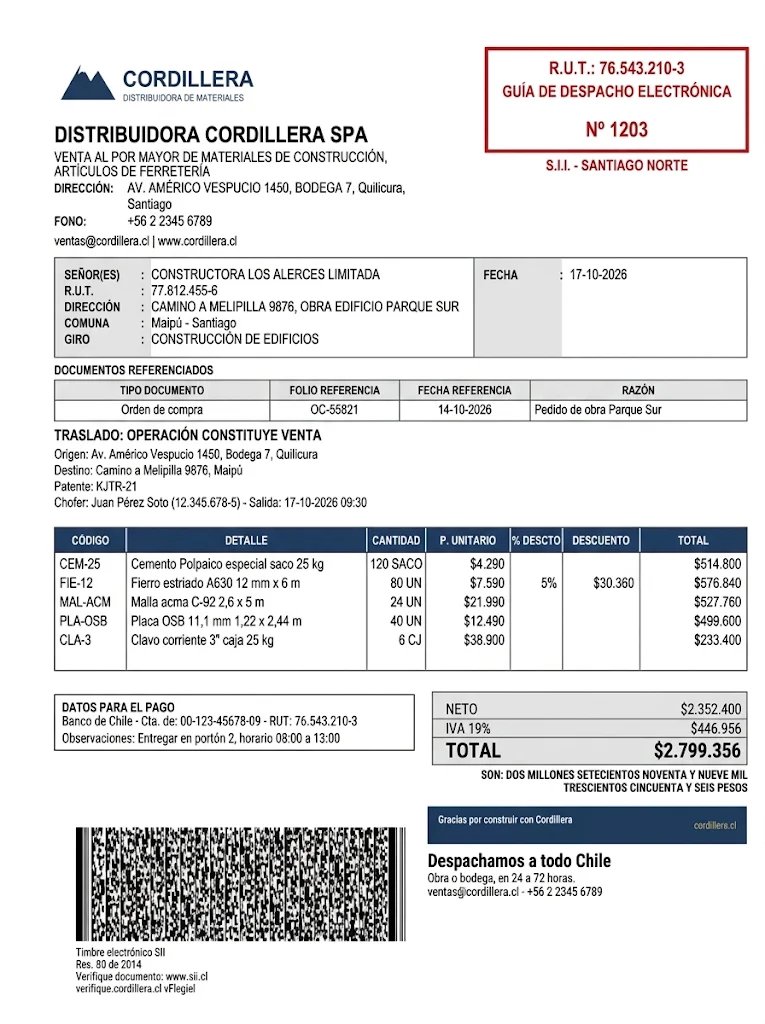 CORDILLERA
DISTRIBUIDORA DE MATERIALES
R.U.T.: 76.543.210-3
GUÍA DE DESPACHO ELECTRÓNICA
Nº 1203
S.I.I. - SANTIAGO NORTE
DISTRIBUIDORA CORDILLERA SPA
VENTA AL POR MAYOR DE MATERIALES DE CONSTRUCCIÓN,
ARTÍCULOS DE FERRETERÍA
DIRECCIÓN: AV. AMÉRICO VESPUCIO 1450, BODEGA 7, Quilicura,
Santiago
FONO: +56 2 2345 6789
ventas@cordillera.cl | www.cordillera.cl
SEÑOR(ES) : CONSTRUCTORA LOS ALERCES LIMITADA FECHA : 17-10-2026
R.U.T. : 77.812.455-6
DIRECCIÓN : CAMINO A MELIPILLA 9876, OBRA EDIFICIO PARQUE SUR
COMUNA : Maipú - Santiago
GIRO : CONSTRUCCIÓN DE EDIFICIOS
DOCUMENTOS REFERENCIADOS
TIPO DOCUMENTO FOLIO REFERENCIA FECHA REFERENCIA RAZÓN
Orden de compra OC-55821 14-10-2026 Pedido de obra Parque Sur
TRASLADO: OPERACIÓN CONSTITUYE VENTA
Origen: Av. Américo Vespucio 1450, Bodega 7, Quilicura
Destino: Camino a Melipilla 9876, Maipú
Patente: KJTR-21
Chofer: Juan Pérez Soto (12.345.678-5) - Salida: 17-10-2026 09:30
CÓDIGO DETALLE CANTIDAD P. UNITARIO % DESCTO DESCUENTO TOTAL
CEM-25 Cemento Polpaico especial saco 25 kg 120 SACO $4.290 $514.800
FIE-12 Fierro estriado A630 12 mm x 6 m 80 UN $7.590 5% $30.360 $576.840
MAL-ACM Malla acma C-92 2,6 x 5 m 24 UN $21.990 $527.760
PLA-OSB Placa OSB 11,1 mm 1,22 x 2,44 m 40 UN $12.490 $499.600
CLA-3 Clavo corriente 3" caja 25 kg 6 CJ $38.900 $233.400
DATOS PARA EL PAGO
Banco de Chile - Cta. de: 00-123-45678-09 - RUT: 76.543.210-3
Observaciones: Entregar en portón 2, horario 08:00 a 13:00
NETO $2.352.400
IVA 19% $446.956
TOTAL $2.799.356
SON: DOS MILLONES SETECIENTOS NOVENTA Y NUEVE MIL
TRESCIENTOS CINCUENTA Y SEIS PESOS
Gracias por construir con Cordillera cordillera.cl
Despachamos a todo Chile
Obra o bodega, en 24 a 72 horas.
ventas@cordillera.cl - +56 2 2345 6789
Timbre electrónico SII
Res. 80 de 2014
Verifique documento: www.sii.cl
verifique.cordillera.cl vFlegiel